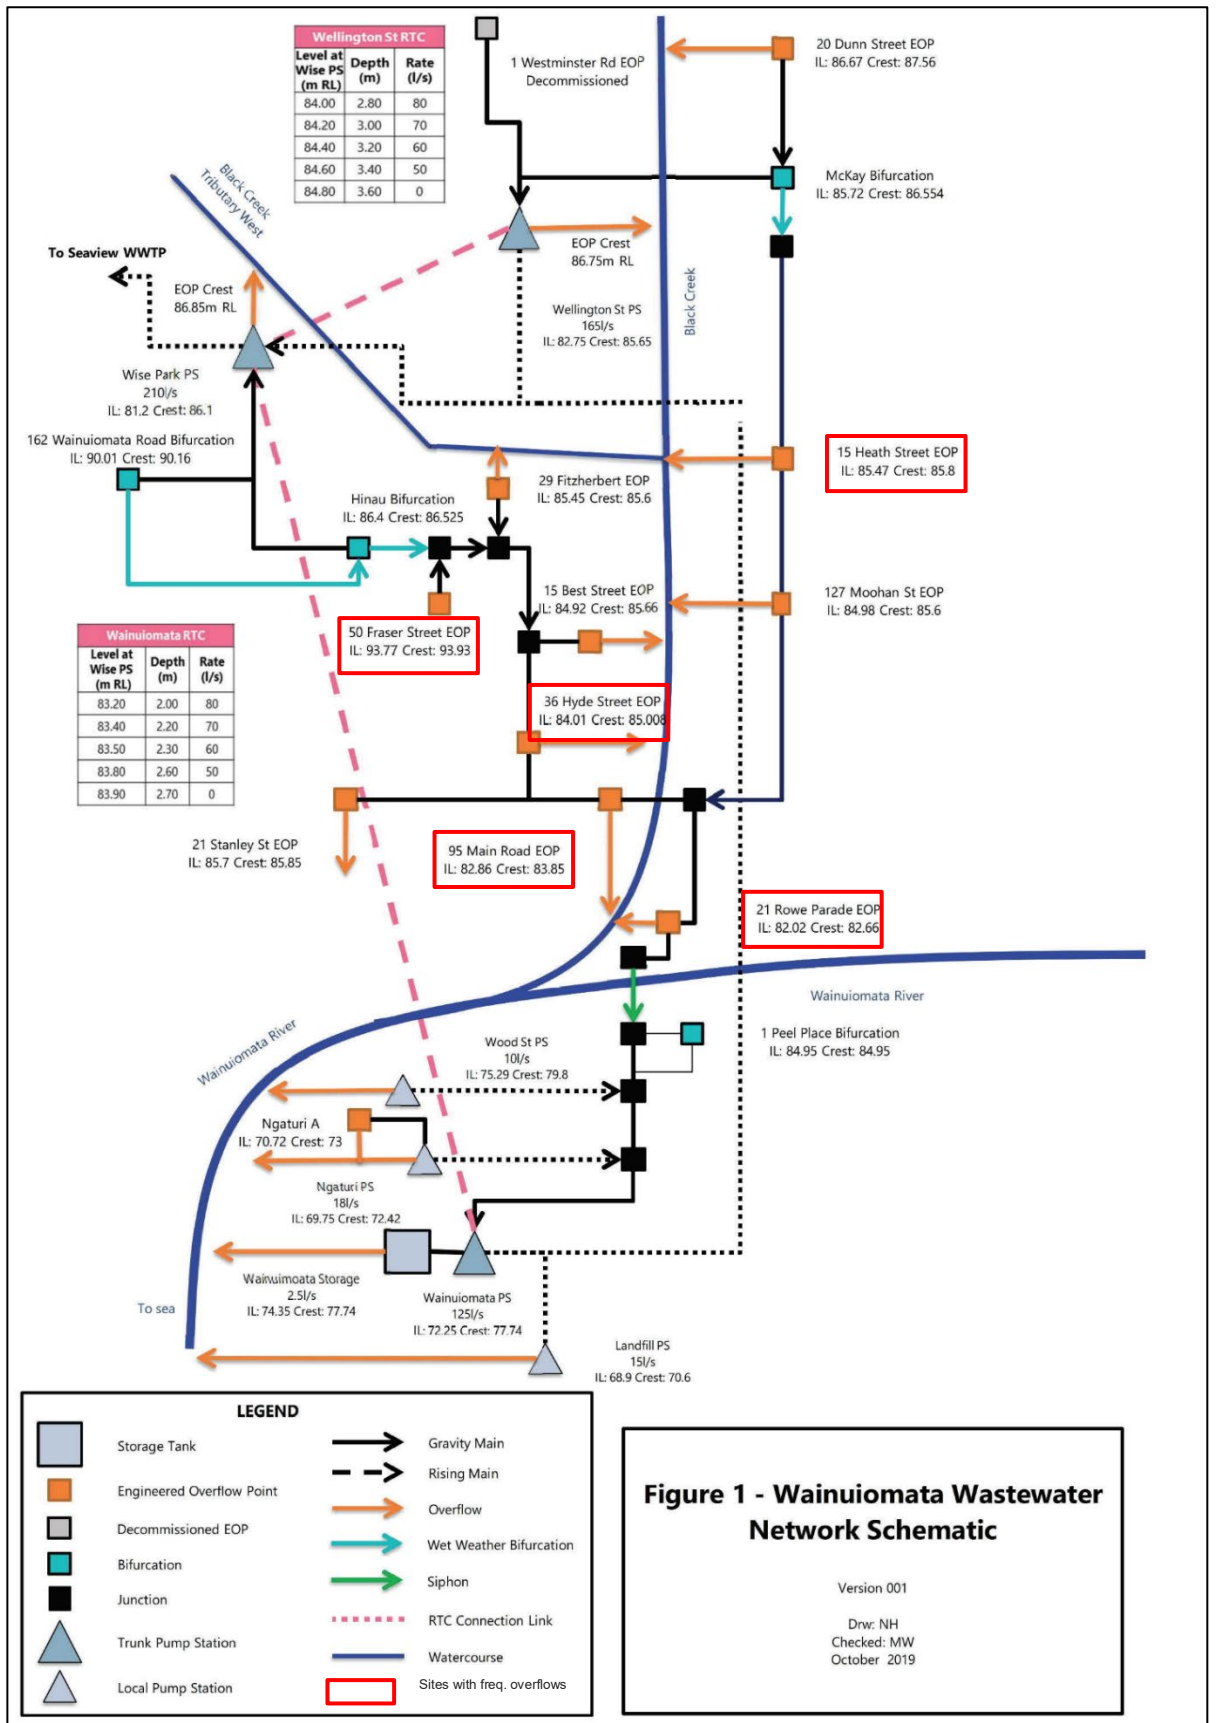 Wellington St RTC
Level at Wise PS (m RL) Depth (m) Rate (l/s)
84.00 2.80 80
84.20 3.00 70
84.40 3.20 60
84.60 3.40 50
84.80 3.60 0
1 Westminster Rd EOP
Decommissioned
20 Dunn Street EOP
IL: 86.67 Crest: 87.56
McKay Bifurcation
IL: 85.72 Crest: 86.554
Black Creek
Tributary West
To Seaview WWTP
EOP Crest
86.85m RL
EOP Crest
86.75m RL
Black Creek
Wellington St PS
165l/s
IL: 82.75 Crest: 85.65
Wise Park PS
210l/s
IL: 81.2 Crest: 86.1
162 Wainuiomata Road Bifurcation
IL: 90.01 Crest: 90.16
15 Heath Street EOP
IL: 85.47 Crest: 85.8
29 Fitzherbert EOP
IL: 85.45 Crest: 85.6
Hinau Bifurcation
IL: 86.4 Crest: 86.525
15 Best Street EOP
IL: 84.92 Crest: 85.66
127 Moohan St EOP
IL: 84.98 Crest: 85.6
50 Fraser Street EOP
IL: 93.77 Crest: 93.93
Wainuiomata RTC
Level at Wise PS (m RL) Depth (m) Rate (l/s)
83.20 2.00 80
83.40 2.20 70
83.50 2.30 60
83.80 2.60 50
83.90 2.70 0
36 Hyde Street EOP
IL: 84.01 Crest: 85.008
21 Stanley St EOP
IL: 85.7 Crest: 85.85
95 Main Road EOP
IL: 82.86 Crest: 83.85
21 Rowe Parade EOP
IL: 82.02 Crest: 82.66
Wainuiomata River
Wainuiomata River
1 Peel Place Bifurcation
IL: 84.95 Crest: 84.95
Wood St PS
10l/s
IL: 75.29 Crest: 79.8
Ngaturi A
IL: 70.72 Crest: 73
Ngaturi PS
18l/s
IL: 69.75 Crest: 72.42
Wainuimoata Storage
2.5l/s
IL: 74.35 Crest: 77.74
To sea
Wainuiomata PS
125l/s
IL: 72.25 Crest: 77.74
Landfill PS
15l/s
IL: 68.9 Crest: 70.6
LEGEND
Storage Tank
Engineered Overflow Point
Decommissioned EOP
Bifurcation
Junction
Trunk Pump Station
Local Pump Station
Gravity Main
Rising Main
Overflow
Wet Weather Bifurcation
Siphon
RTC Connection Link
Watercourse
Sites with freq. overflows
Figure 1 - Wainuiomata Wastewater
Network Schematic
Version 001
Drw: NH
Checked: MW
October 2019